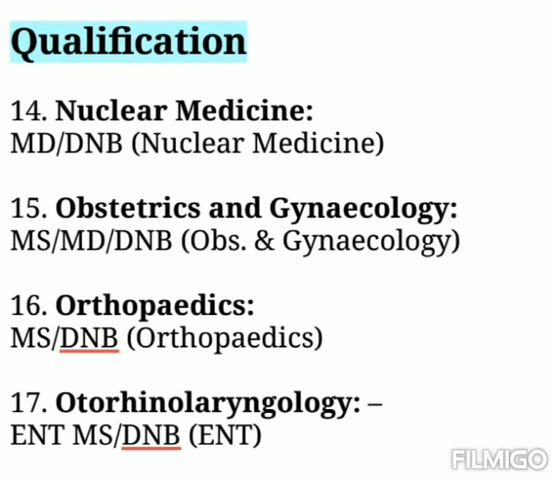 Qualification
14. Nuclear Medicine:
MD/DNB (Nuclear Medicine)
15. Obstetrics and Gynaecology:
MS/MD/DNB (Obs. & Gynaecology)
16. Orthopaedics:
MS/DNB (Orthopaedics)
17. Otorhinolaryngology: –
ENT MS/DNB (ENT)
FILMIGO